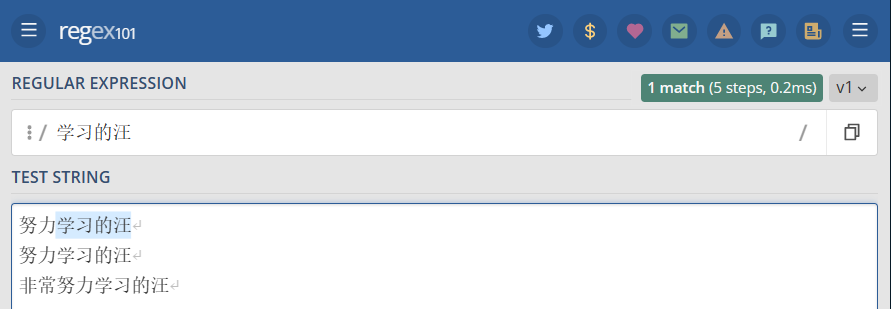 regex101
REGULAR EXPRESSION
1 match (5 steps, 0.2ms)
v1
/ 学习的汪 /
TEST STRING
努力学习的汪
努力学习的汪
非常努力学习的汪